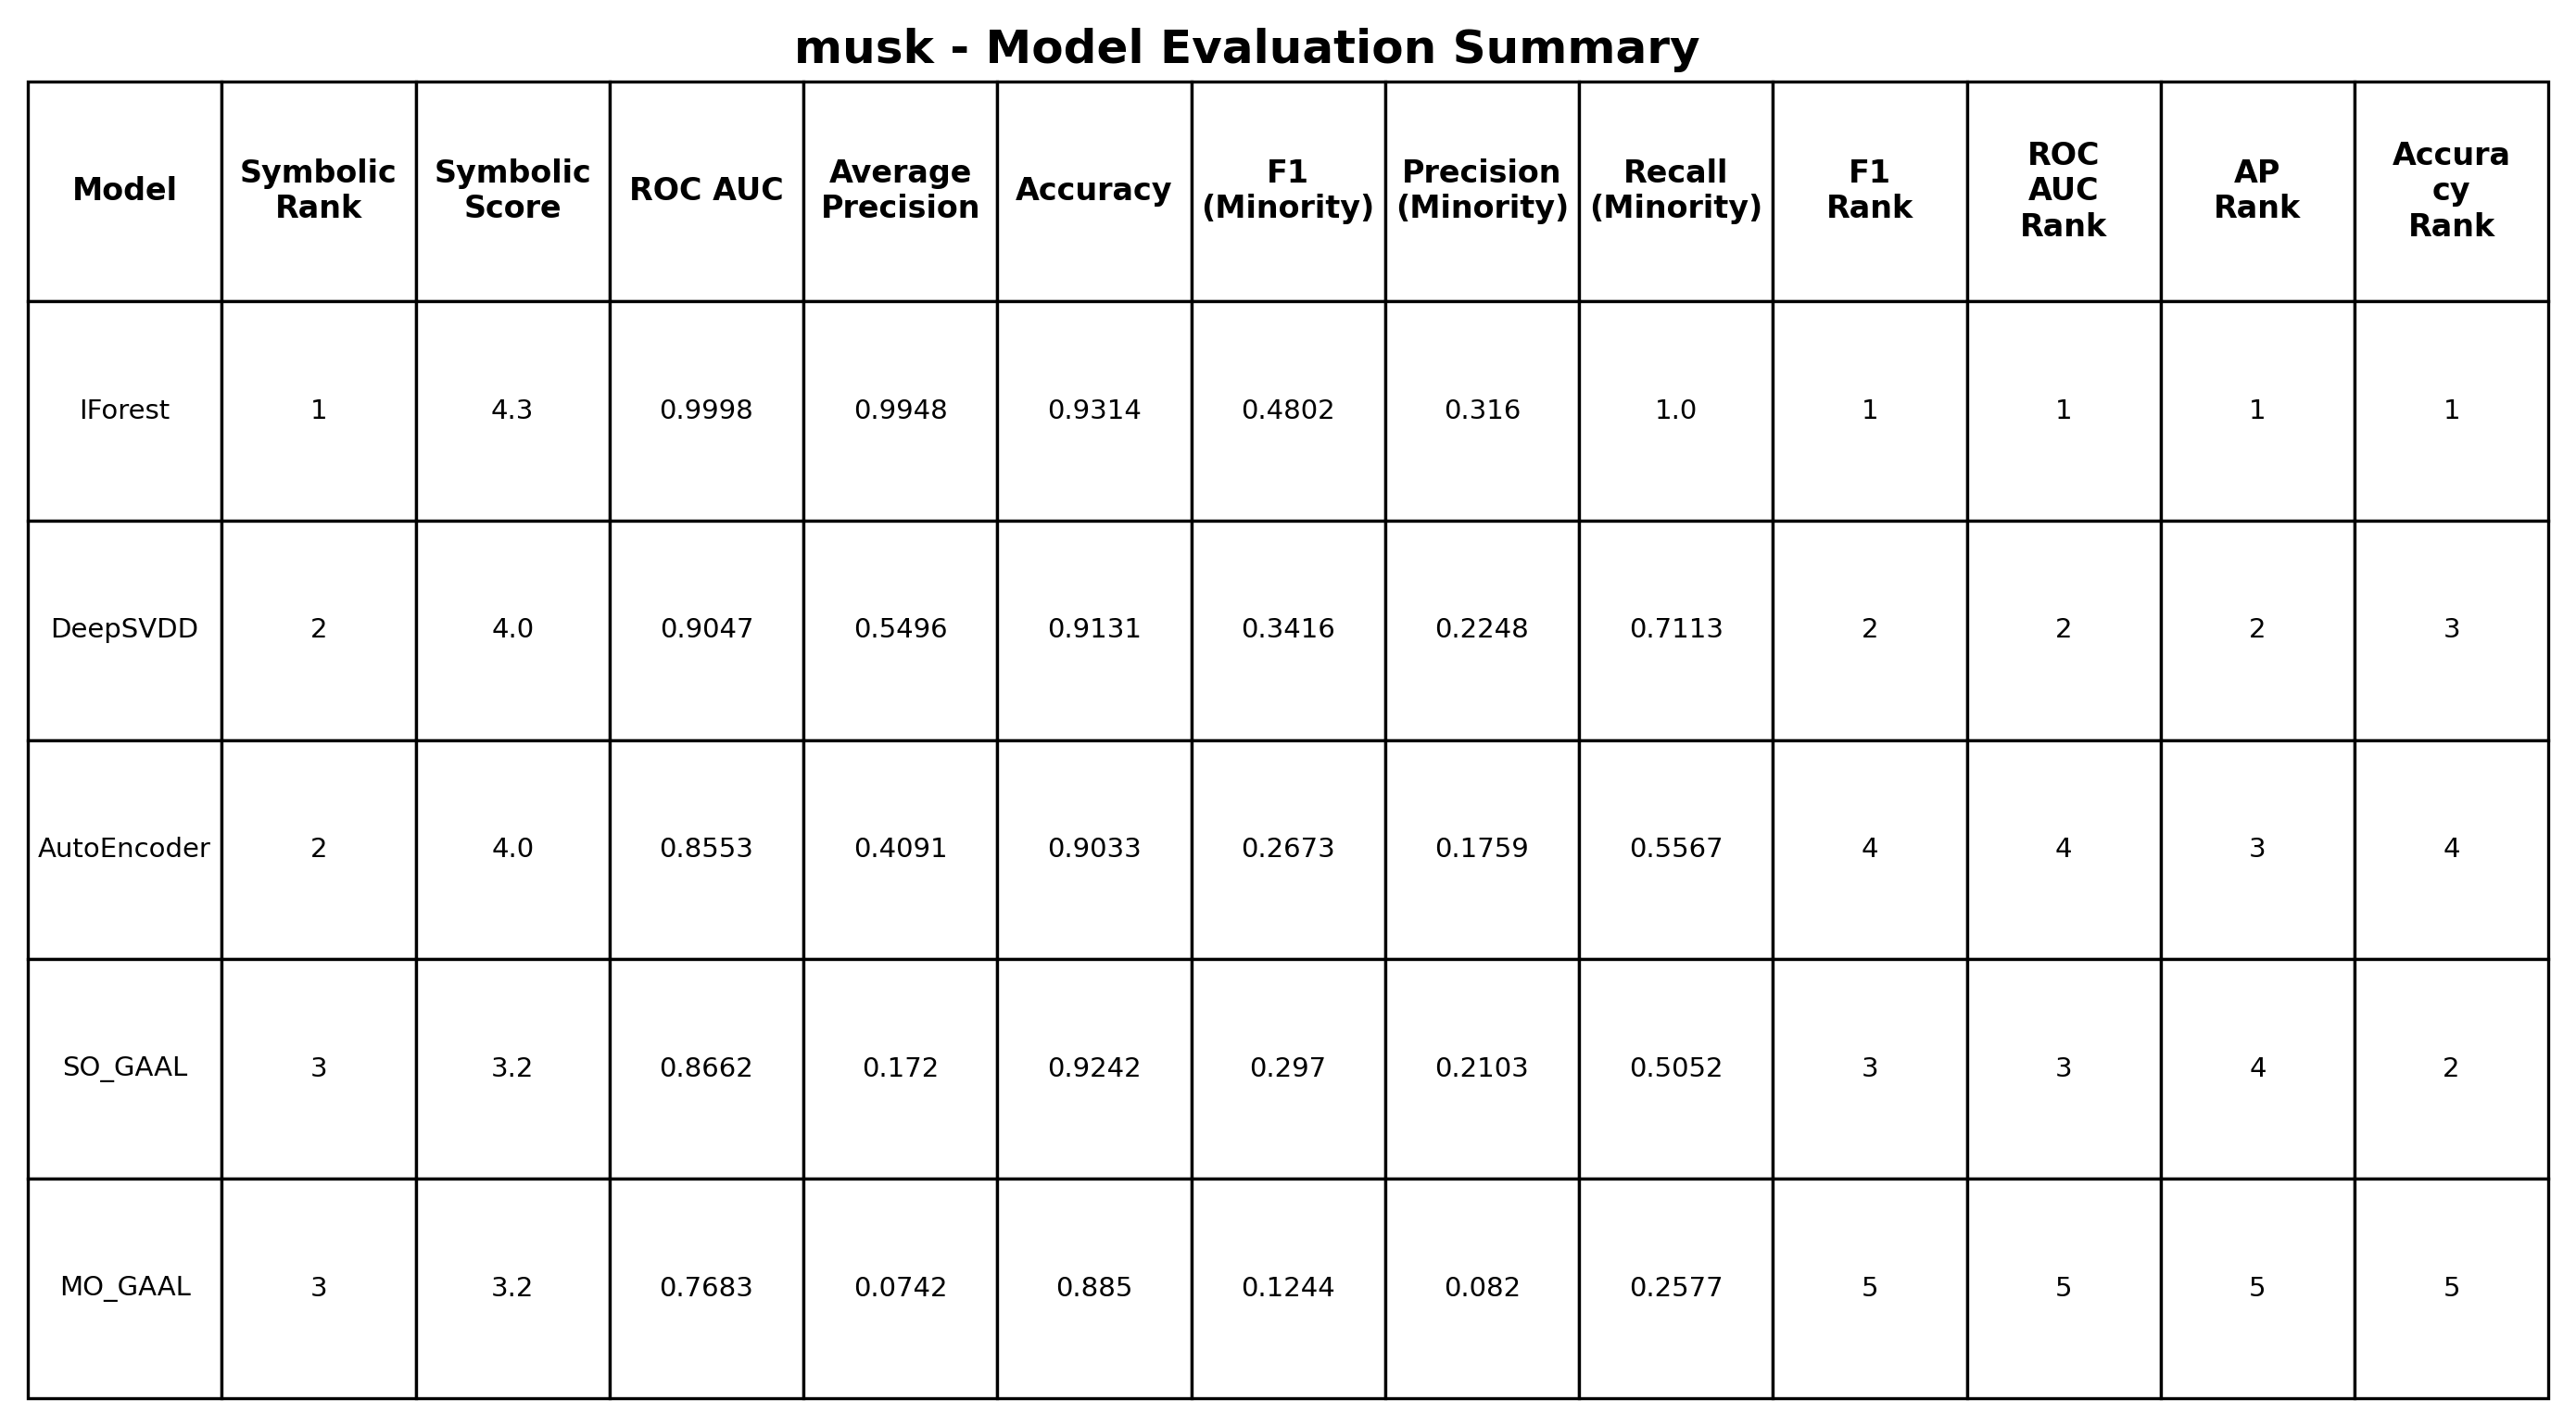 musk - Model Evaluation Summary
Model Symbolic Rank Symbolic Score ROC AUC Average Precision Accuracy F1 (Minority) Precision (Minority) Recall (Minority) F1 Rank ROC AUC Rank AP Rank Accura cy Rank
IForest 1 4.3 0.9998 0.9948 0.9314 0.4802 0.316 1.0 1 1 1 1
DeepSVDD 2 4.0 0.9047 0.5496 0.9131 0.3416 0.2248 0.7113 2 2 2 3
AutoEncoder 2 4.0 0.8553 0.4091 0.9033 0.2673 0.1759 0.5567 4 4 3 4
SO_GAAL 3 3.2 0.8662 0.172 0.9242 0.297 0.2103 0.5052 3 3 4 2
MO_GAAL 3 3.2 0.7683 0.0742 0.885 0.1244 0.082 0.2577 5 5 5 5